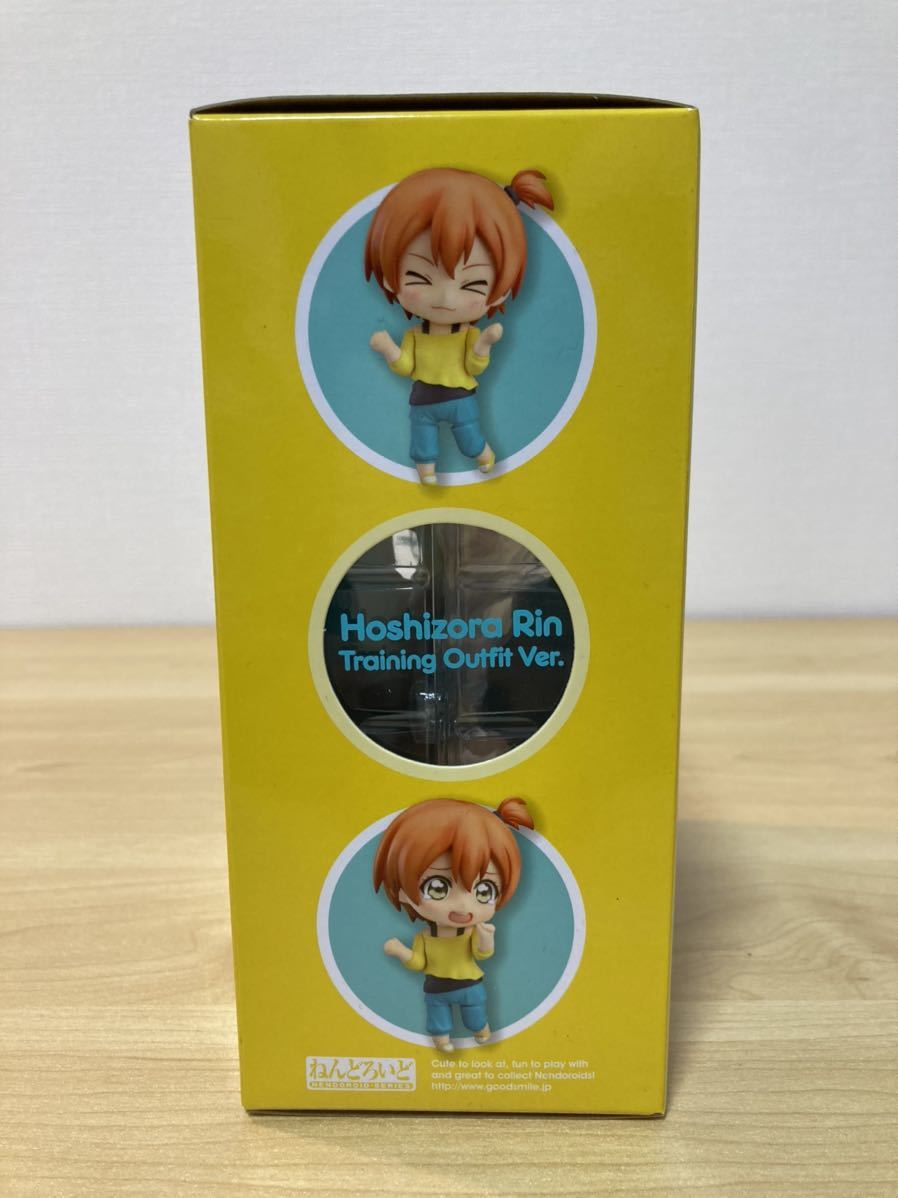 Hoshizora Rin
Training Outfit Ver.
ねんどろいど
NENDOROID・SERIES
Cute to look at, fun to play with
and great to collect Nendoroids!
http://www.goodsmile.jp